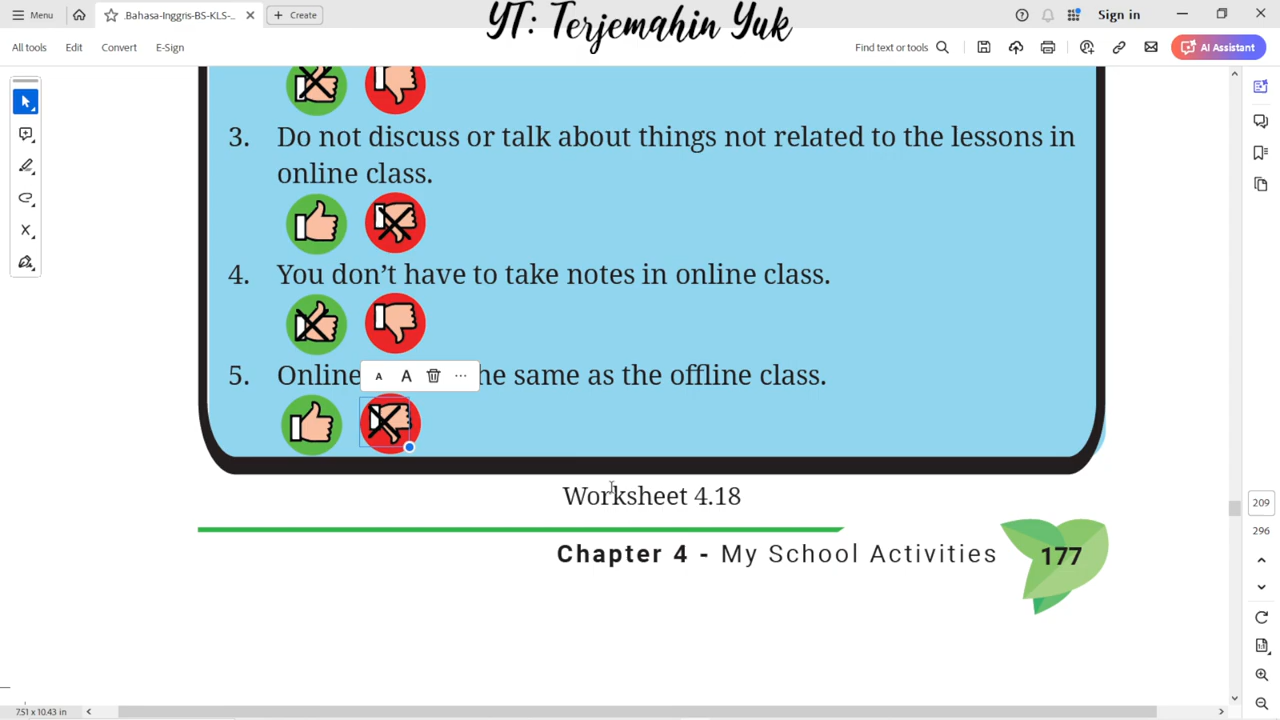 Menu
.Bahasa-Inggris-BS-KLS-...
Create
YT: Terjemahin Yuk
Sign in
All tools
Edit
Convert
E-Sign
Find text or tools
AI Assistant
3. Do not discuss or talk about things not related to the lessons in
online class.
4. You don't have to take notes in online class.
5. Online he same as the offline class.
A A ...
Worksheet 4.18
Chapter 4 - My School Activities
177
209
296
7.51 x 10.43 in